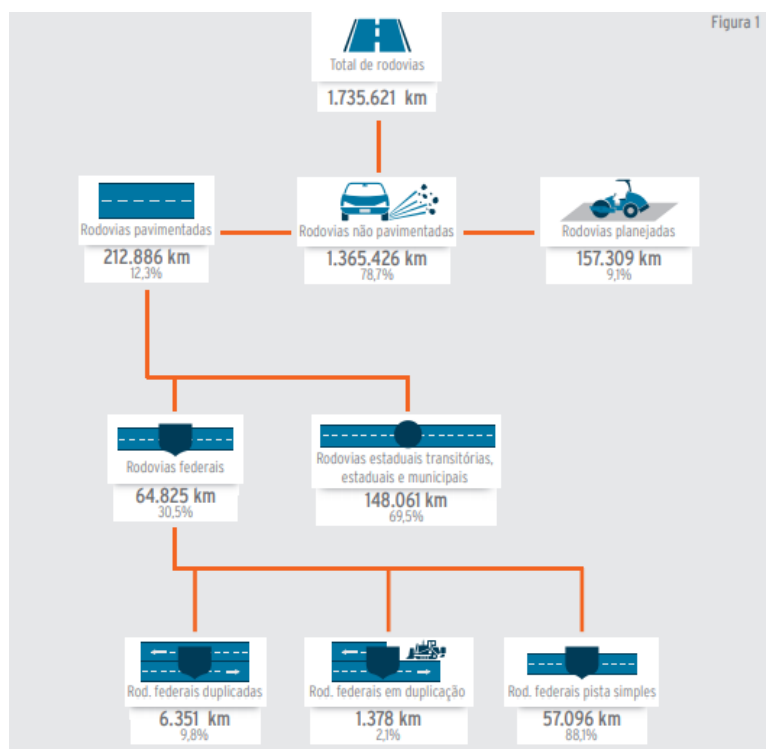 Figura 1
Total de rodovias
1.735.621 km
Rodovias pavimentadas
212.886 km
12,3%
Rodovias não pavimentadas
1.365.426 km
78,7%
Rodovias planejadas
157.309 km
9,1%
Rodovias federais
64.825 km
30,5%
Rodovias estaduais transitórias,
estaduais e municipais
148.061 km
69,5%
Rod. federais duplicadas
6.351 km
9,8%
Rod. federais em duplicação
1.378 km
2,1%
Rod. federais pista simples
57.096 km
88,1%